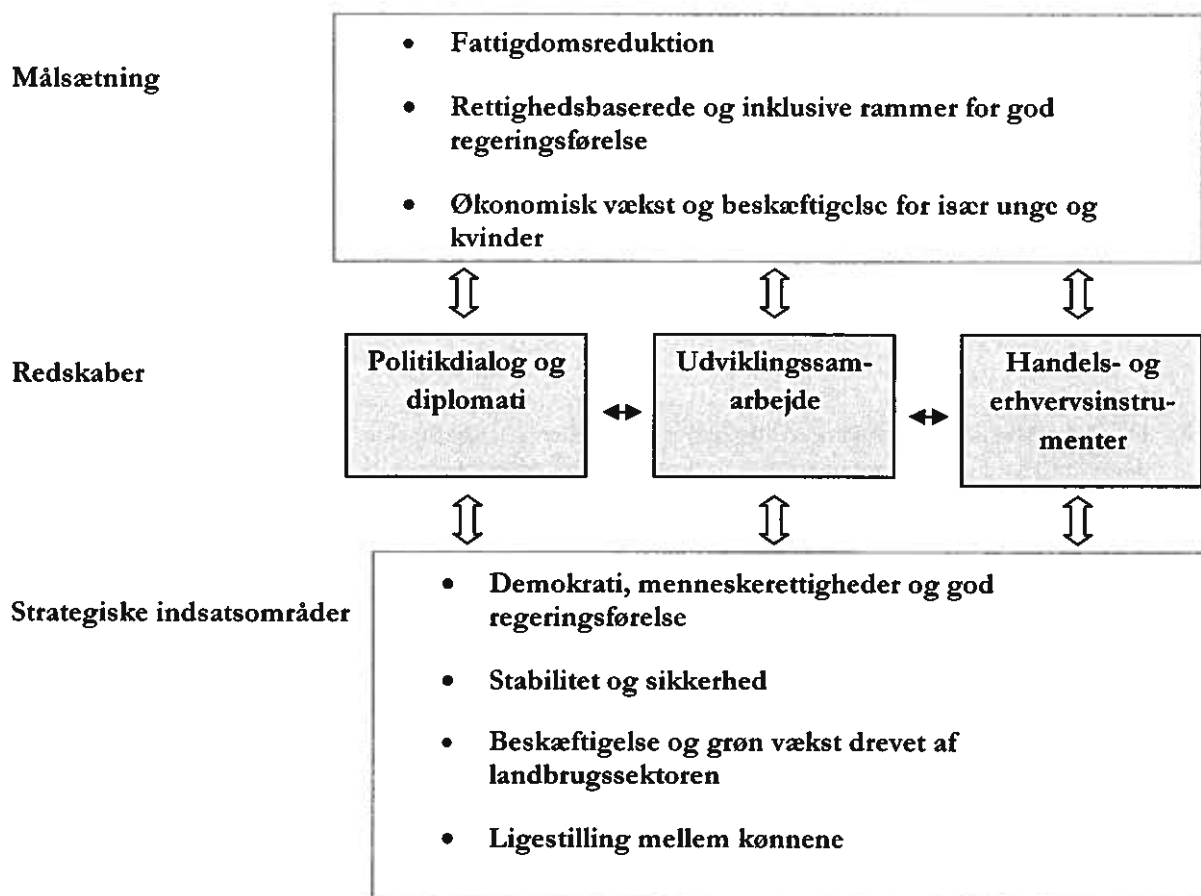 Målsætning
• Fattigdomsreduktion
• Rettighedsbaserede og inklusive rammer for god
regeringsførelse
• Økonomisk vækst og beskæftigelse for især unge og
kvinder
Redskaber
Politikdialog og
diplomati
Udviklingssam-
arbejde
Handels- og
erhvervsinstru-
menter
Strategiske indsatsområder
• Demokrati, menneskerettigheder og god
regeringsførelse
• Stabilitet og sikkerhed
• Beskæftigelse og grøn vækst drevet af
landbrugssektoren
• Ligestilling mellem kønnene